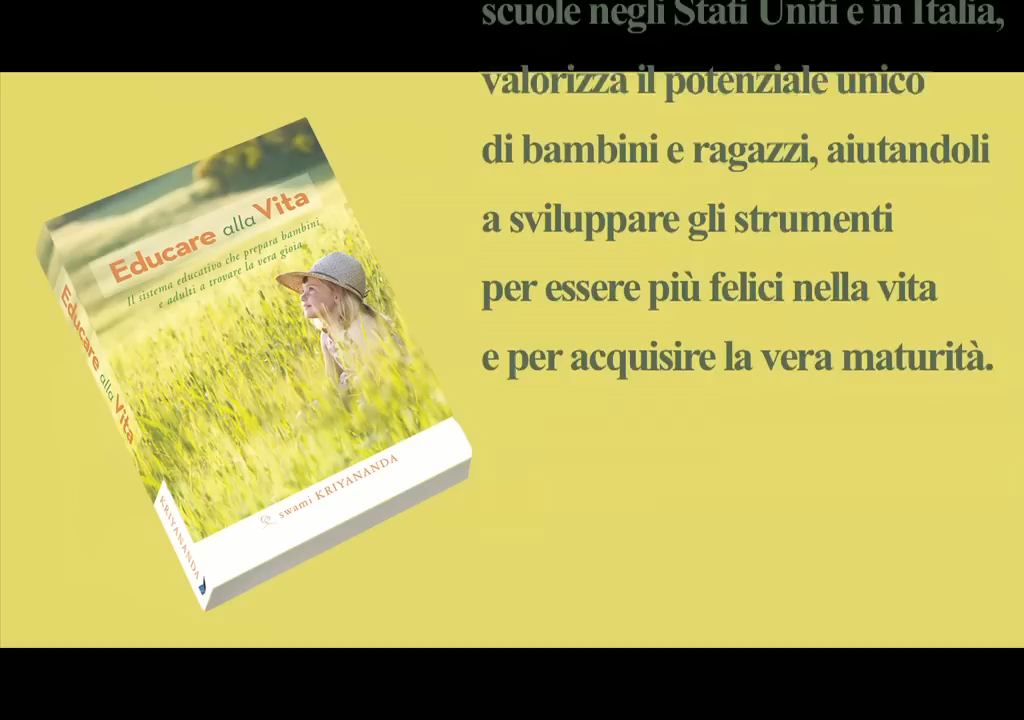 scuole negli Stati Uniti e in Italia,
valorizza il potenziale unico
di bambini e ragazzi, aiutandoli
a sviluppare gli strumenti
per essere più felici nella vita
e per acquisire la vera maturità.
Educare alla Vita
Il sistema educativo che prepara bambini
e adulti a trovare la vera gioia
swami KRIYANANDA
Educare alla Vita
KRIYANANDA